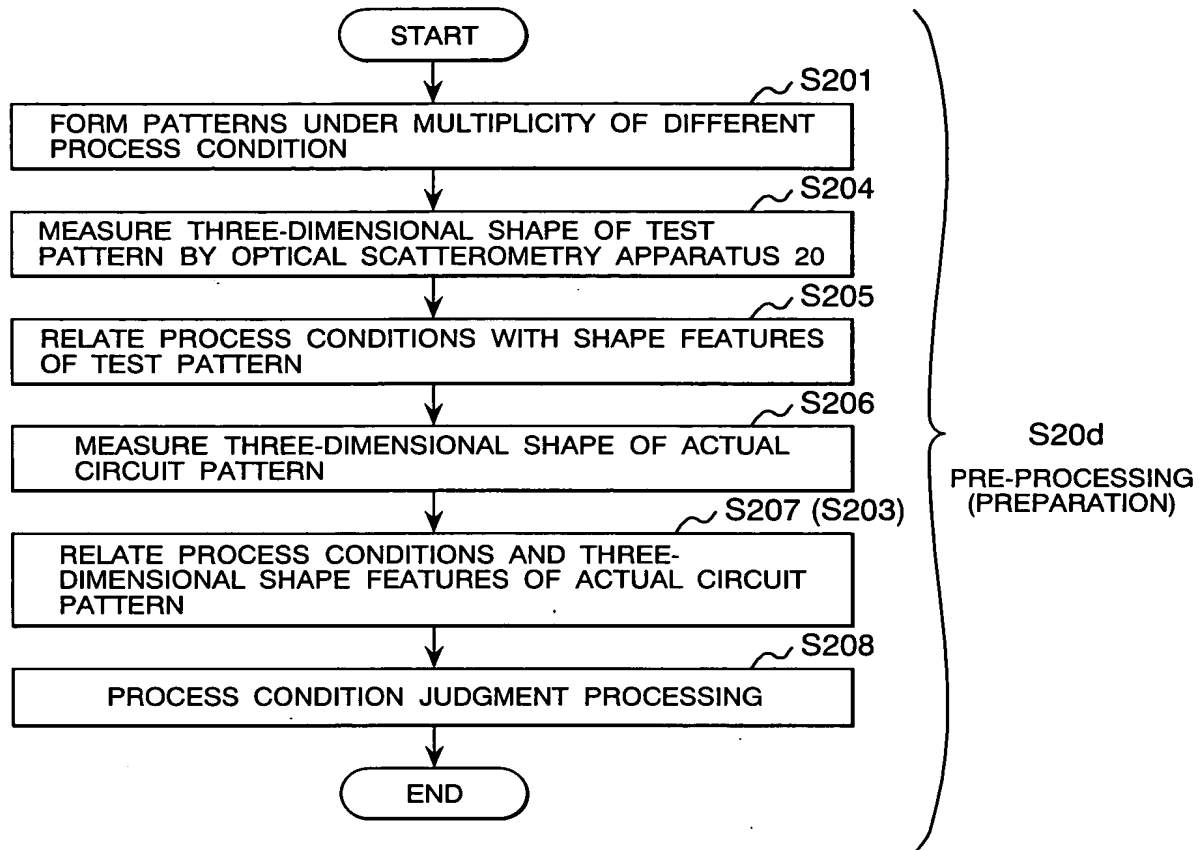 START
S201
FORM PATTERNS UNDER MULTIPLICITY OF DIFFERENT
PROCESS CONDITION
S204
MEASURE THREE-DIMENSIONAL SHAPE OF TEST
PATTERN BY OPTICAL SCATTEROMETRY APPARATUS 20
S205
RELATE PROCESS CONDITIONS WITH SHAPE FEATURES
OF TEST PATTERN
S206
MEASURE THREE-DIMENSIONAL SHAPE OF ACTUAL
CIRCUIT PATTERN
S207 (S203)
RELATE PROCESS CONDITIONS AND THREE-
DIMENSIONAL SHAPE FEATURES OF ACTUAL CIRCUIT
PATTERN
S208
PROCESS CONDITION JUDGMENT PROCESSING
END
S20d
PRE-PROCESSING
(PREPARATION)